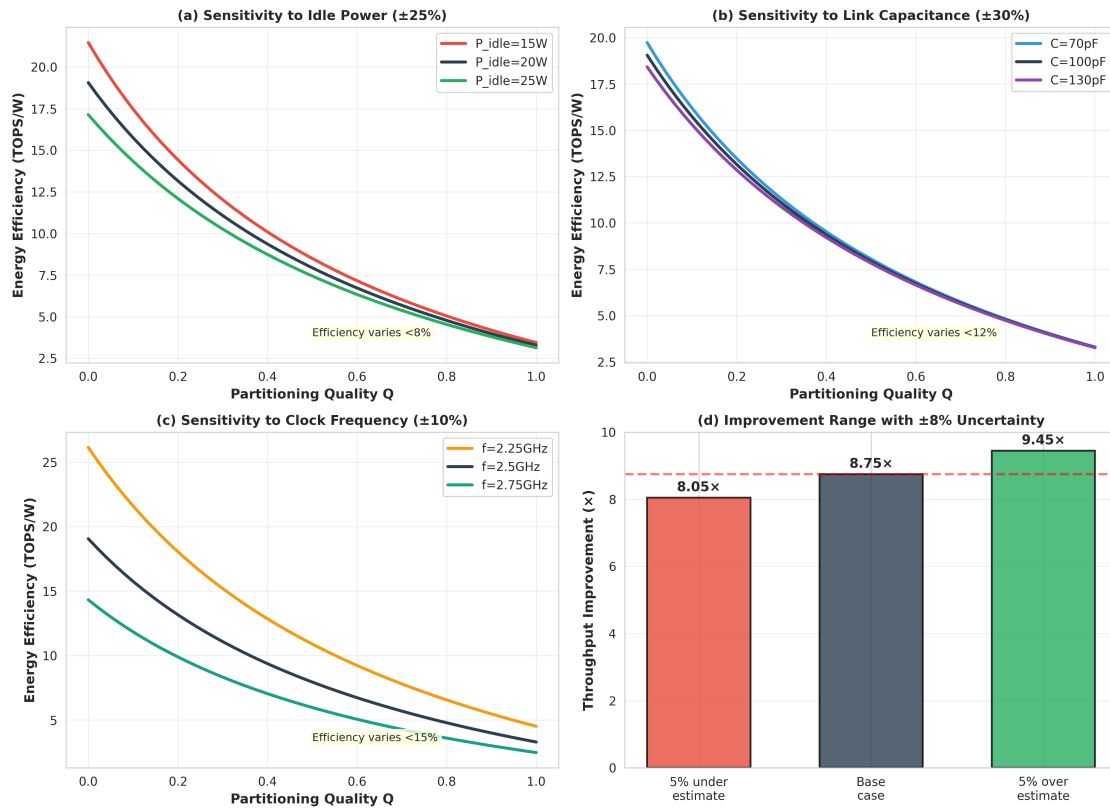 (a) Sensitivity to Idle Power (±25%)
Energy Efficiency (TOPS/W)
20.0
17.5
15.0
12.5
10.0
7.5
5.0
2.5
P_idle=15W
P_idle=20W
P_idle=25W
Efficiency varies <8%
0.0 0.2 0.4 0.6 0.8 1.0
Partitioning Quality Q
(b) Sensitivity to Link Capacitance (±30%)
Energy Efficiency (TOPS/W)
20.0
17.5
15.0
12.5
10.0
7.5
5.0
2.5
C=70pF
C=100pF
C=130pF
Efficiency varies <12%
0.0 0.2 0.4 0.6 0.8 1.0
Partitioning Quality Q
(c) Sensitivity to Clock Frequency (±10%)
Energy Efficiency (TOPS/W)
25
20
15
10
5
f=2.25GHz
f=2.5GHz
f=2.75GHz
Efficiency varies <15%
0.0 0.2 0.4 0.6 0.8 1.0
Partitioning Quality Q
(d) Improvement Range with ±8% Uncertainty
Throughput Improvement (×)
10
8
6
4
2
0
8.05×
8.75×
9.45×
5% under
estimate
Base
case
5% over
estimate